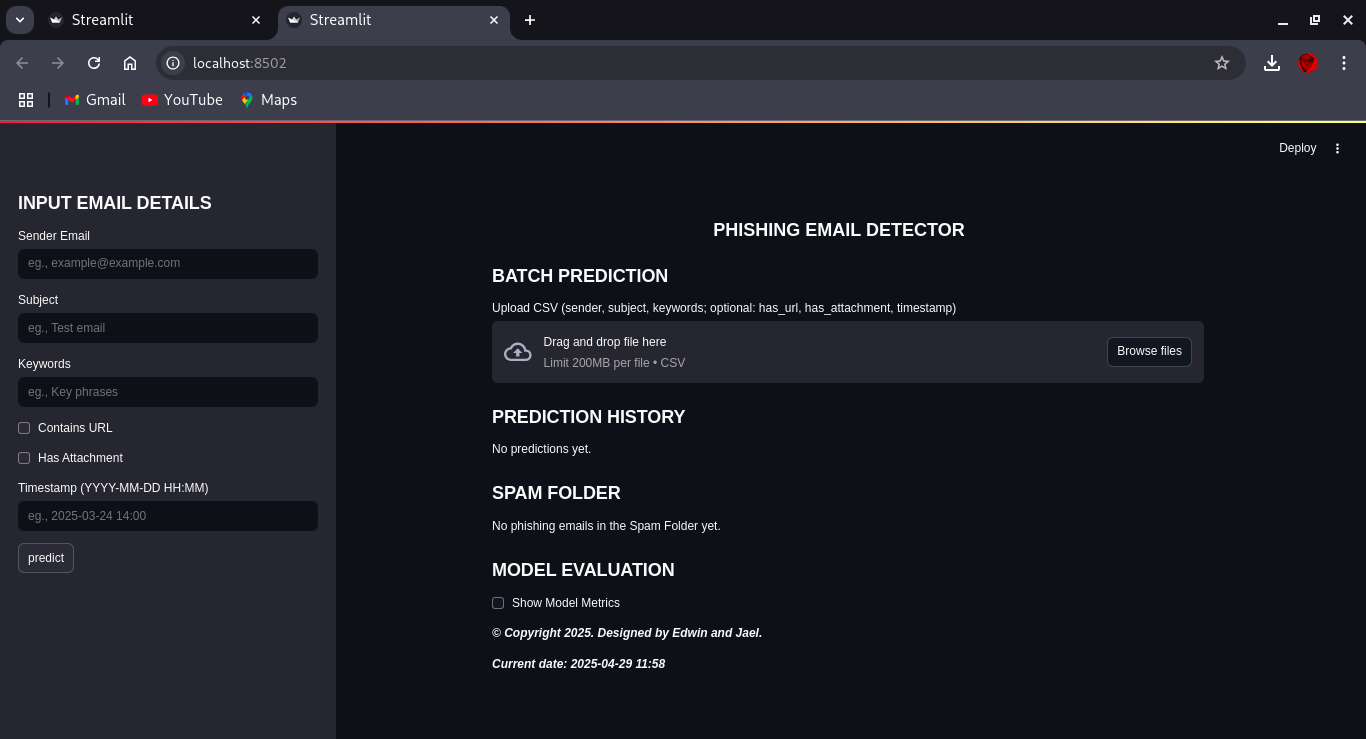 Streamlit
Streamlit
localhost:8502
Gmail
YouTube
Maps
Deploy
INPUT EMAIL DETAILS
Sender Email
eg., example@example.com
Subject
eg., Test email
Keywords
eg., Key phrases
Contains URL
Has Attachment
Timestamp (YYYY-MM-DD HH:MM)
eg., 2025-03-24 14:00
predict
PHISHING EMAIL DETECTOR
BATCH PREDICTION
Upload CSV (sender, subject, keywords; optional: has_url, has_attachment, timestamp)
Drag and drop file here
Limit 200MB per file • CSV
Browse files
PREDICTION HISTORY
No predictions yet.
SPAM FOLDER
No phishing emails in the Spam Folder yet.
MODEL EVALUATION
Show Model Metrics
© Copyright 2025. Designed by Edwin and Jael.
Current date: 2025-04-29 11:58